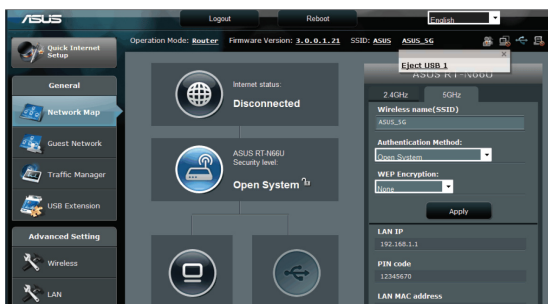 ASUS Logout Reboot English
Quick Internet Setup
Operation Mode: Router Firmware Version: 3.0.0.1.21 SSID: ASUS ASUS_5G
Eject USB 1
General
Network Map
Guest Network
Traffic Manager
USB Extension
Advanced Setting
Wireless
LAN
Internet status:
Disconnected
ASUS RT-N66U
Security level:
Open System
ASUS RT-N66U
2.4GHz 5GHz
Wireless name(SSID)
ASUS_5G
Authentication Method:
Open System
WEP Encryption:
None
Apply
LAN IP
192.168.1.1
PIN code
12345670
LAN MAC address